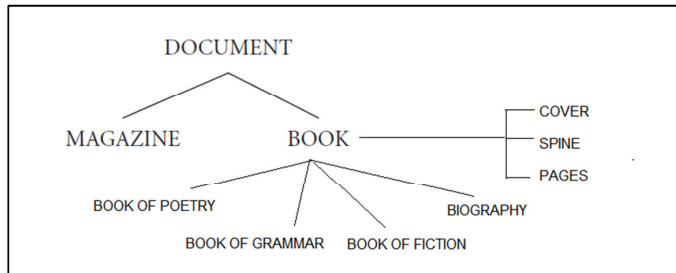 DOCUMENT
COVER
MAGAZINE
BOOK
SPINE
PAGES
BOOK OF POETRY
BIOGRAPHY
BOOK OF GRAMMAR
BOOK OF FICTION